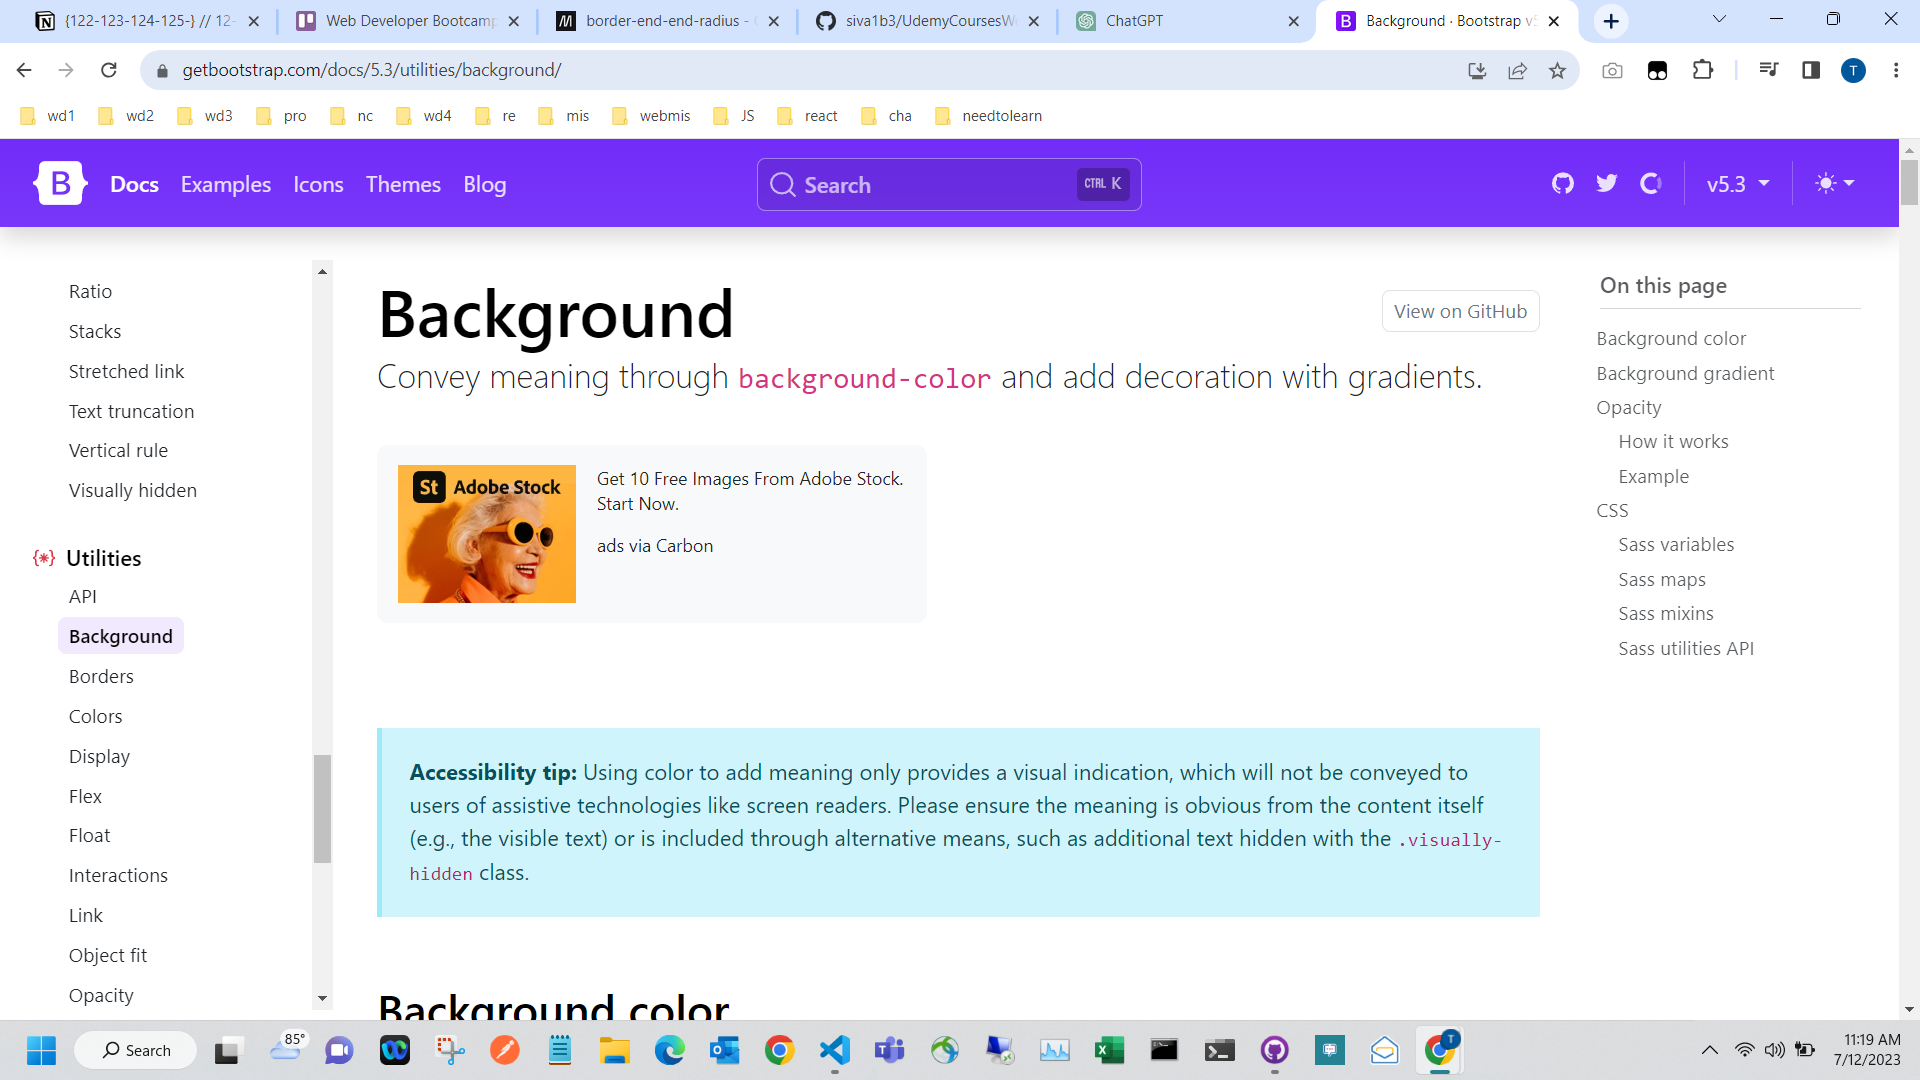 {122-123-124-125-} // 12-
Web Developer Bootcamp
border-end-end-radius -
siva1b3/UdemyCoursesW
ChatGPT
Background · Bootstrap v5
getbootstrap.com/docs/5.3/utilities/background/
T
wd1
wd2
wd3
pro
nc
wd4
re
mis
webmis
JS
react
cha
needtolearn
B
Docs
Examples
Icons
Themes
Blog
Search
CTRL K
v5.3
Ratio
Stacks
Stretched link
Text truncation
Vertical rule
Visually hidden
Utilities
API
Background
Borders
Colors
Display
Flex
Float
Interactions
Link
Object fit
Opacity
Background
View on GitHub
Convey meaning through background-color and add decoration with gradients.
St Adobe Stock
Get 10 Free Images From Adobe Stock.
Start Now.
ads via Carbon
Accessibility tip: Using color to add meaning only provides a visual indication, which will not be conveyed to
users of assistive technologies like screen readers. Please ensure the meaning is obvious from the content itself
(e.g., the visible text) or is included through alternative means, such as additional text hidden with the .visually-
hidden class.
Background color
On this page
Background color
Background gradient
Opacity
How it works
Example
CSS
Sass variables
Sass maps
Sass mixins
Sass utilities API
Search
85°
T
11:19 AM
7/12/2023